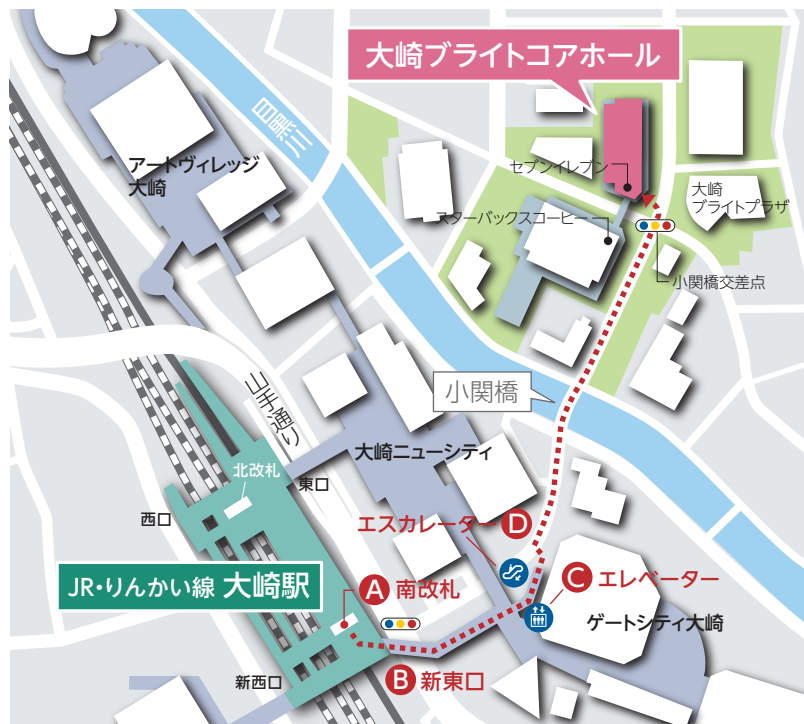 大崎ブライトコアホール
目黒川
アートヴィレッジ
大崎
セブンイレブン
大崎
ブライトプラザ
スターバックスコーヒー
小関橋交差点
小関橋
山手通り
大崎ニューシティ
北改札
東口
西口
エスカレーター D
JR・りんかい線 大崎駅
A 南改札
C エレベーター
ゲートシティ大崎
B 新東口
新西口